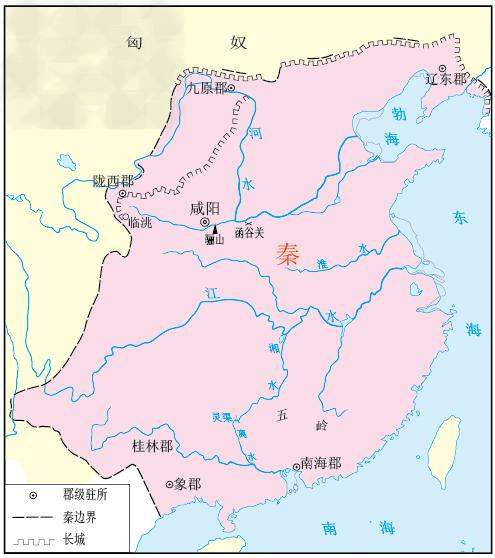 匈 奴
辽东郡
九原郡
勃
海
河
水
陇西郡
临洮
咸阳
骊山
函谷关
秦
淮 水
东
海
江
水
湘
水
灵渠
离
水
五
岭
桂林郡
南海郡
象郡
南 海
郡级驻所
秦边界
长城